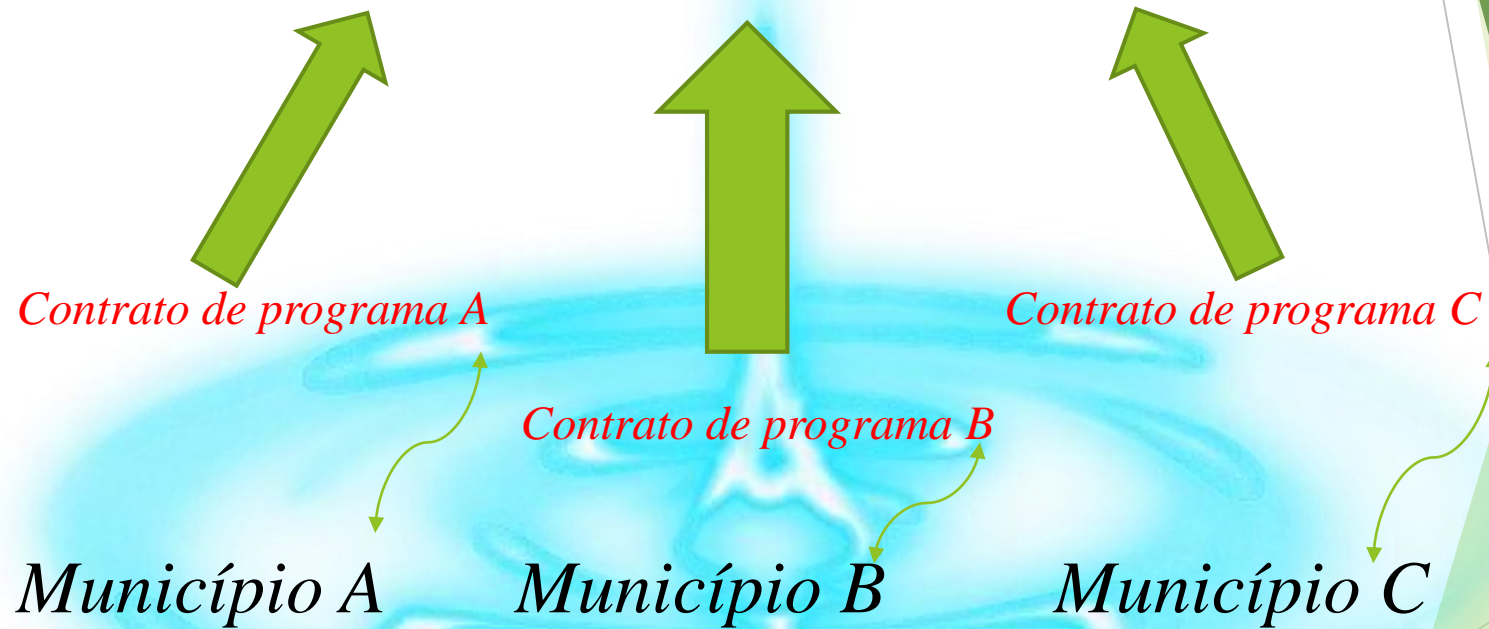 Contrato de programa A
Contrato de programa C
Contrato de programa B
Município A
Município B
Município C